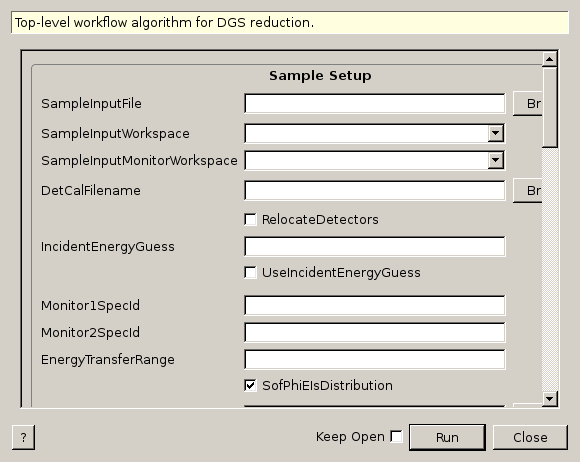 Top-level workflow algorithm for DGS reduction.
Sample Setup
SampleInputFile
Br
SampleInputWorkspace
SampleInputMonitorWorkspace
DetCalFilename
Br
RelocateDetectors
IncidentEnergyGuess
UseIncidentEnergyGuess
Monitor1SpecId
Monitor2SpecId
EnergyTransferRange
SofPhiEIsDistribution
? Keep Open Run Close